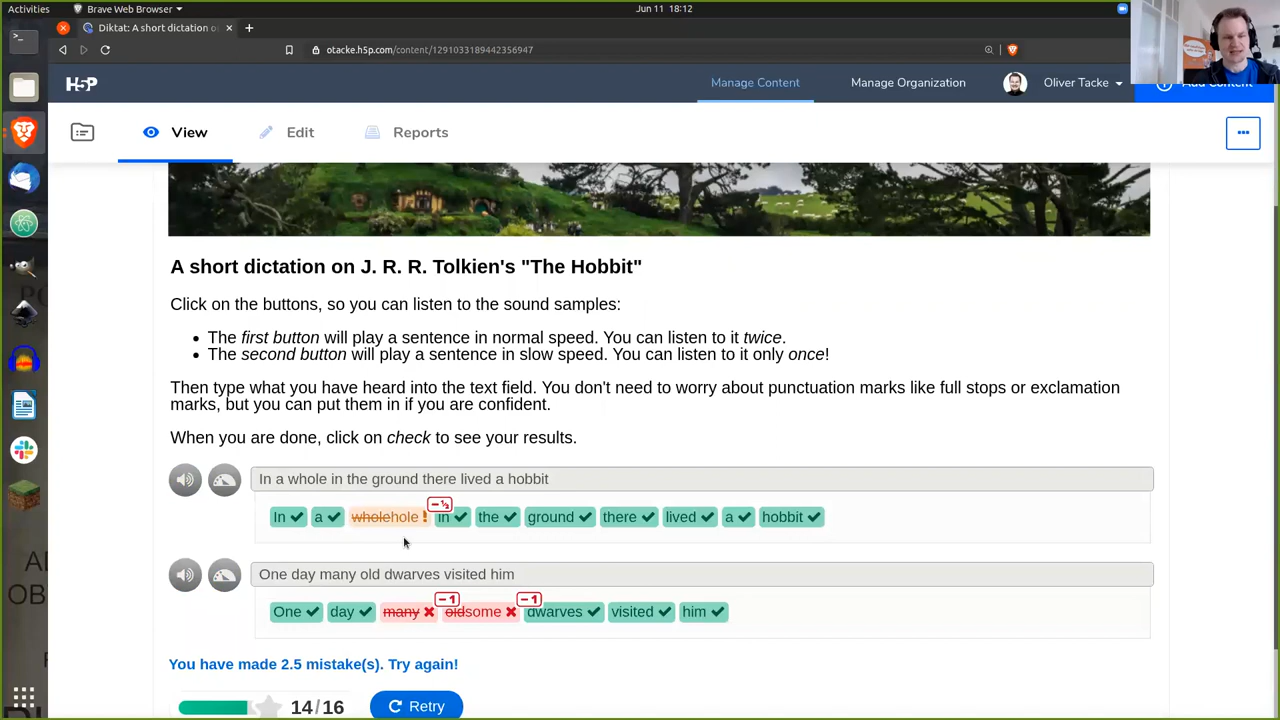 Activities Brave Web Browser Jun 11 18:12
Diktat: A short dictation o
otacke.h5p.com/content/1291033189442356947
H5P Manage Content Manage Organization Oliver Tacke Add Content
View Edit Reports
A short dictation on J. R. R. Tolkien's "The Hobbit"
Click on the buttons, so you can listen to the sound samples:
• The first button will play a sentence in normal speed. You can listen to it twice.
• The second button will play a sentence in slow speed. You can listen to it only once!
Then type what you have heard into the text field. You don't need to worry about punctuation marks like full stops or exclamation
marks, but you can put them in if you are confident.
When you are done, click on check to see your results.
In a whole in the ground there lived a hobbit
-½
In a wholehole ! in the ground there lived a hobbit
One day many old dwarves visited him
-1 -1
One day many oldsome dwarves visited him
You have made 2.5 mistake(s). Try again!
14/16 Retry